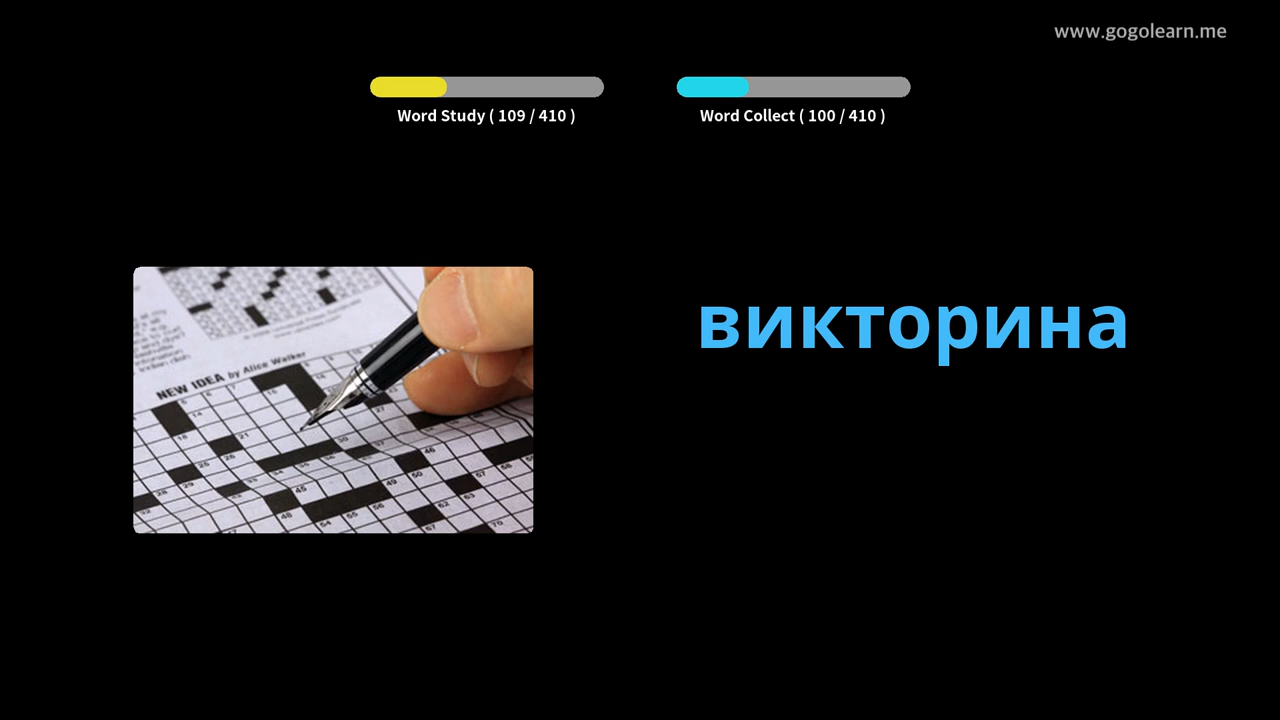 www.gogolearn.me
Word Study ( 109 / 410 )
Word Collect ( 100 / 410 )
викторина
NEW IDEA by Alice Walker